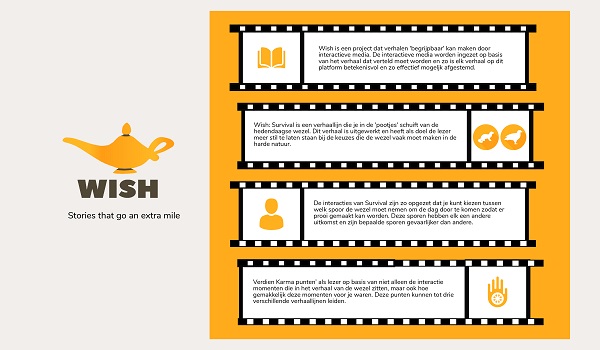 WISH
Stories that go an extra mile
Wish is een project dat verhalen 'begrijpbaar' kan maken door
interactieve media. De interactieve media worden ingezet op basis
van het verhaal dat verteld moet worden en zo is elk verhaal op dit
platform betekenisvol en zo effectief mogelijk afgestemd.
Wish: Survival is een verhaallijn die je in de 'pootjes' schuift van de
hedendaagse wezel. Dit verhaal is uitgewerkt en heeft als doel de lezer
meer stil te laten staan bij de keuzes die de wezel vaak moet maken in de
harde natuur.
De interacties van Survival zijn zo opgezet dat je kunt kiezen tussen
welk spoor de wezel moet nemen om de dag door te komen zodat er
prooi gemaakt kan worden. Deze sporen hebben elk een andere
uitkomst en zijn bepaalde sporen gevaarlijker dan andere.
Verdien Karma punten' als lezer op basis van niet alleen de interactie
momenten die in het verhaal van de wezel zitten, maar ook hoe
gemakkelijk deze momenten voor je waren. Deze punten kunnen tot drie
verschillende verhaallijnen leiden.